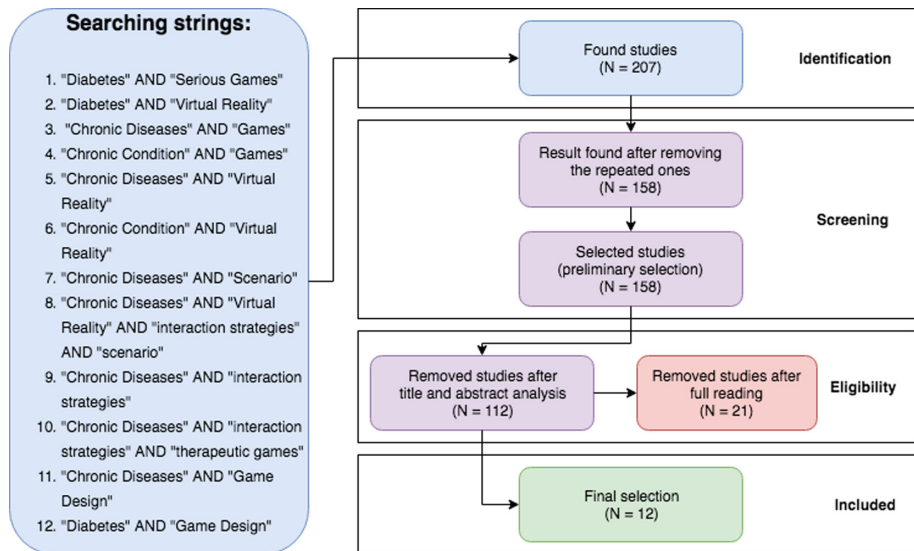 Searching strings:
1. "Diabetes" AND "Serious Games"
2. "Diabetes" AND "Virtual Reality"
3. "Chronic Diseases" AND "Games"
4. "Chronic Condition" AND "Games"
5. "Chronic Diseases" AND "Virtual
Reality"
6. "Chronic Condition" AND "Virtual
Reality"
7. "Chronic Diseases" AND "Scenario"
8. "Chronic Diseases" AND "Virtual
Reality" AND "interaction strategies"
AND "scenario"
9. "Chronic Diseases" AND "interaction
strategies"
10. "Chronic Diseases" AND "interaction
strategies" AND "therapeutic games"
11. "Chronic Diseases" AND "Game
Design"
12. "Diabetes" AND "Game Design"
Found studies
(N = 207)
Identification
Result found after removing
the repeated ones
(N = 158)
Screening
Selected studies
(preliminary selection)
(N = 158)
Removed studies after
title and abstract analysis
(N = 112)
Removed studies after
full reading
(N = 21)
Eligibility
Final selection
(N = 12)
Included